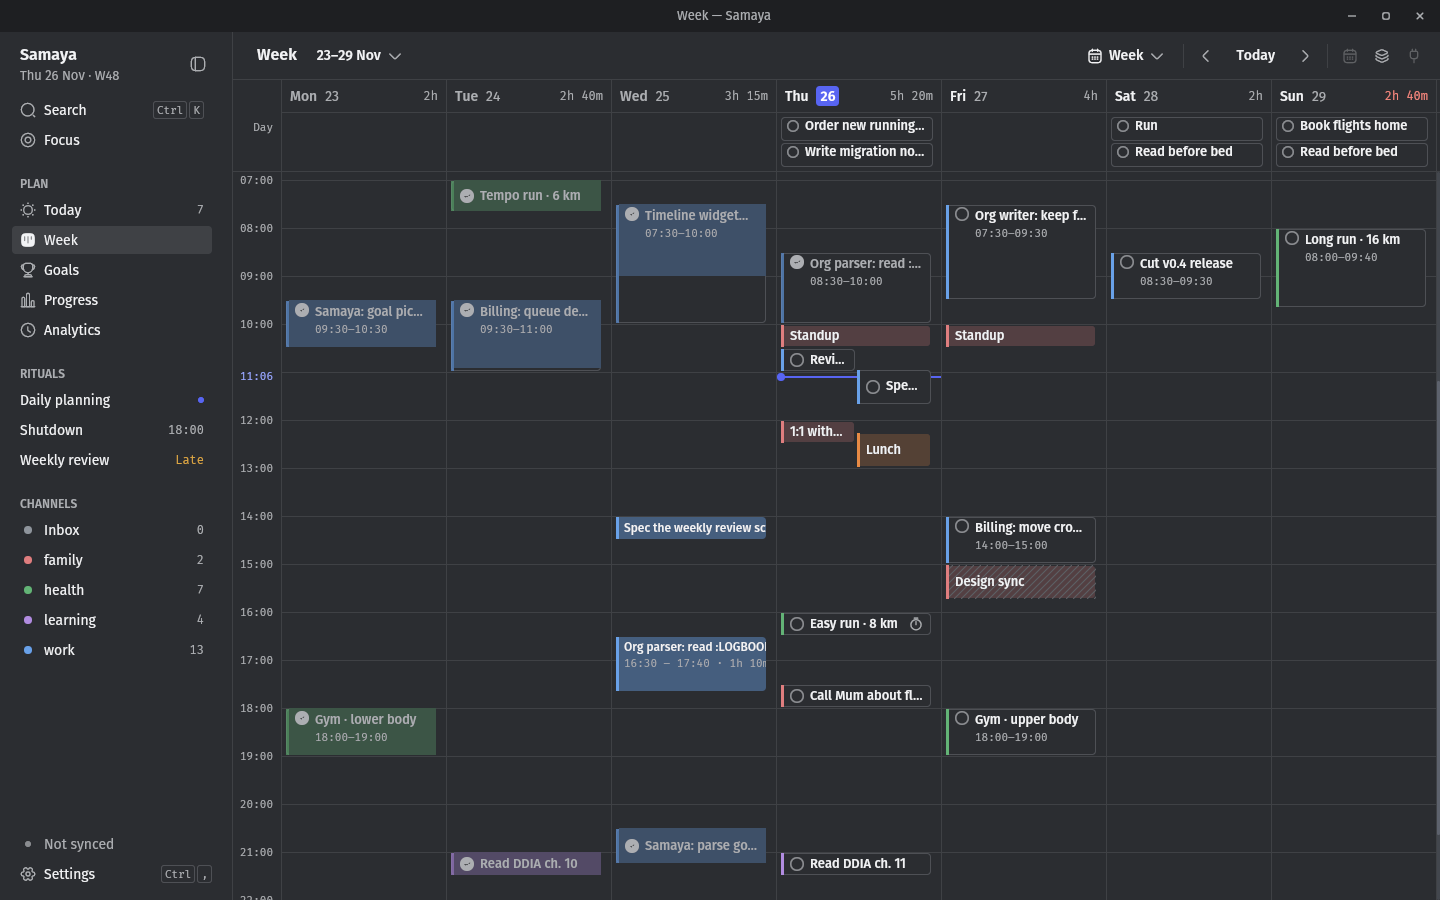 Week — Samaya
Samaya
Thu 26 Nov · W48
Search
Ctrl K
Focus
PLAN
Today 7
Week
Goals
Progress
Analytics
RITUALS
Daily planning
Shutdown 18:00
Weekly review Late
CHANNELS
Inbox 0
family 2
health 7
learning 4
work 13
Not synced
Settings Ctrl ,
Week 23–29 Nov
Week
Today
Mon 23 2h
Tue 24 2h 40m
Wed 25 3h 15m
Thu 26 5h 20m
Fri 27 4h
Sat 28 2h
Sun 29 2h 40m
Day
Order new running...
Write migration no...
Run
Read before bed
Book flights home
Read before bed
07:00
08:00
09:00
10:00
11:06
12:00
13:00
14:00
15:00
16:00
17:00
18:00
19:00
20:00
21:00
22:00
Samaya: goal pic...
09:30–10:30
Gym · lower body
18:00–19:00
Tempo run · 6 km
Billing: queue de...
09:30–11:00
Read DDIA ch. 10
Timeline widget...
07:30–10:00
Spec the weekly review sc
Org parser: read :LOGBOO
16:30 – 17:40 · 1h 10m
Samaya: parse go...
Org parser: read :...
08:30–10:00
Standup
Revi...
Spe...
1:1 with...
Lunch
Easy run · 8 km
Call Mum about fl...
Read DDIA ch. 11
Org writer: keep f...
07:30–09:30
Standup
Billing: move cro...
14:00–15:00
Design sync
Gym · upper body
18:00–19:00
Cut v0.4 release
08:30–09:30
Long run · 16 km
08:00–09:40